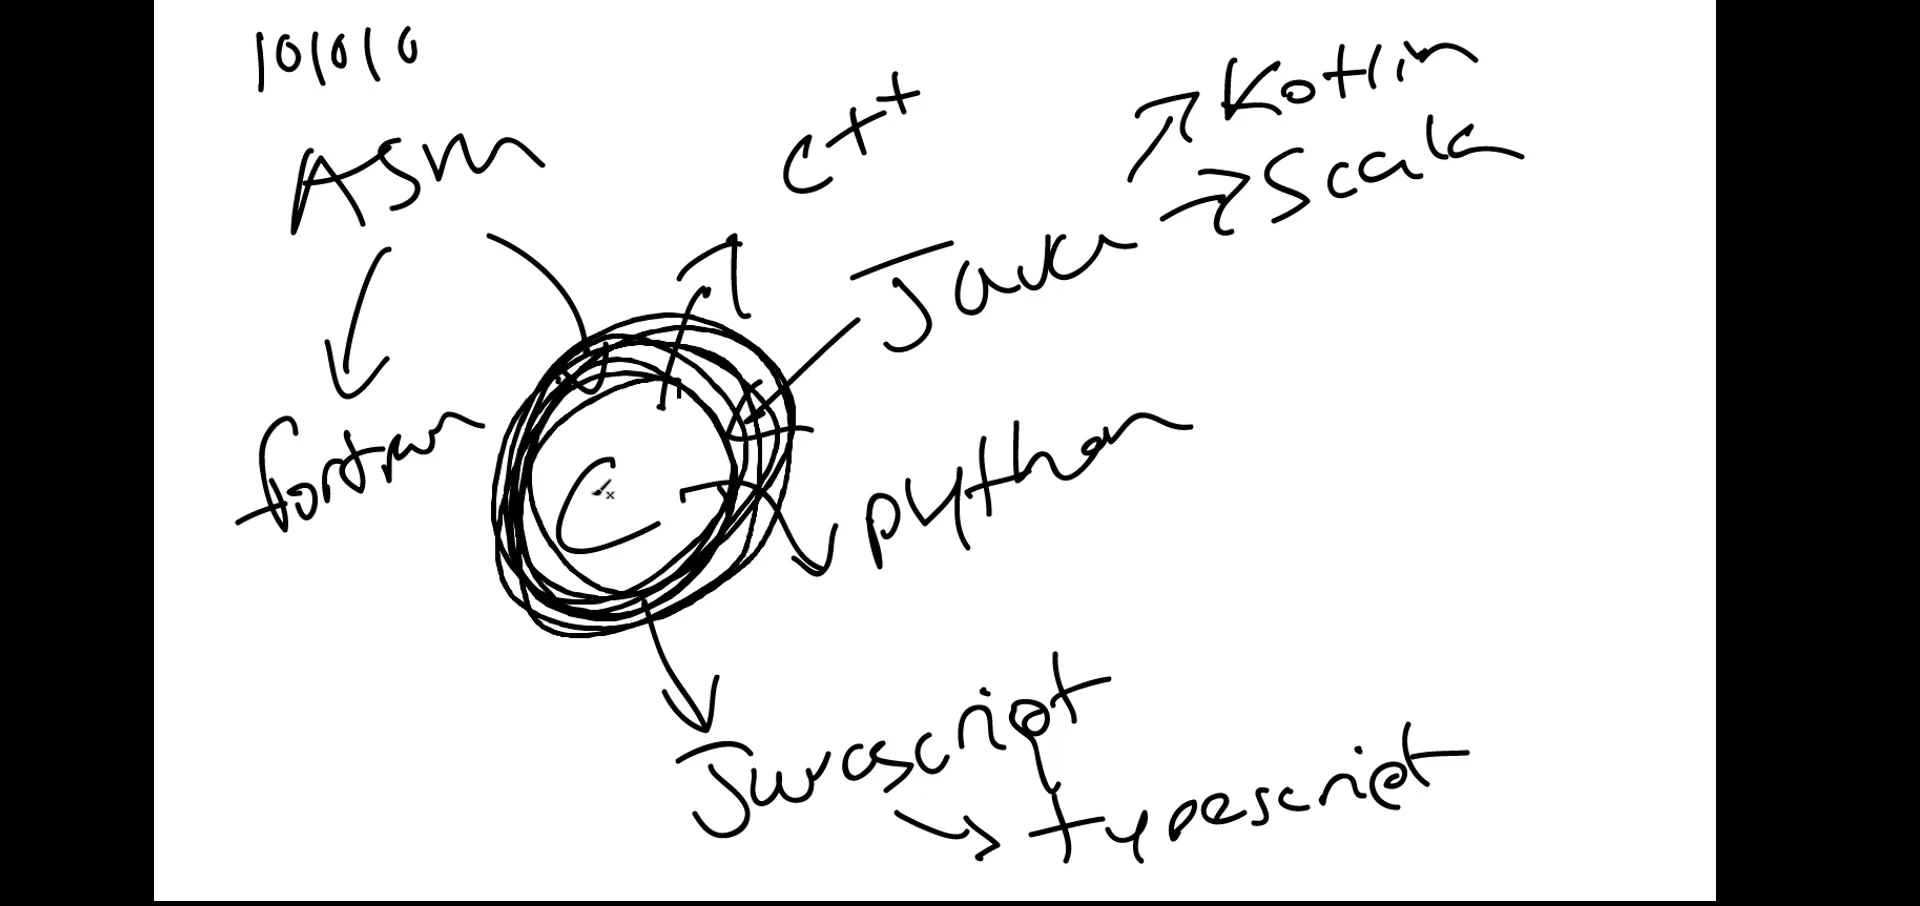 101010
Asm
C++
Kotlin
Scala
Java
fortran
C
python
Javascript
typescript